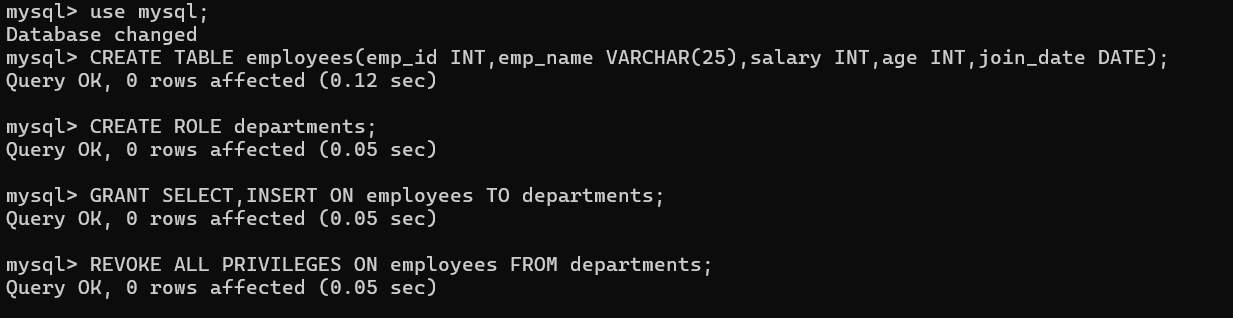 mysql> use mysql;
Database changed
mysql> CREATE TABLE employees(emp_id INT,emp_name VARCHAR(25),salary INT,age INT,join_date DATE);
Query OK, 0 rows affected (0.12 sec)
mysql> CREATE ROLE departments;
Query OK, 0 rows affected (0.05 sec)
mysql> GRANT SELECT,INSERT ON employees TO departments;
Query OK, 0 rows affected (0.05 sec)
mysql> REVOKE ALL PRIVILEGES ON employees FROM departments;
Query OK, 0 rows affected (0.05 sec)